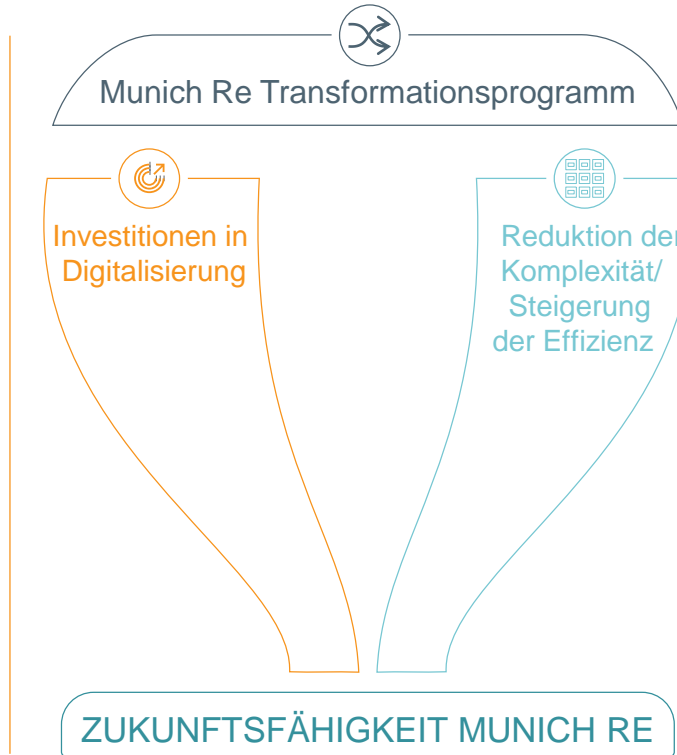 Munich Re Transformationsprogramm
Investitionen in
Digitalisierung
Reduktion der
Komplexität/
Steigerung
der Effizienz
ZUKUNFTSFÄHIGKEIT MUNICH RE